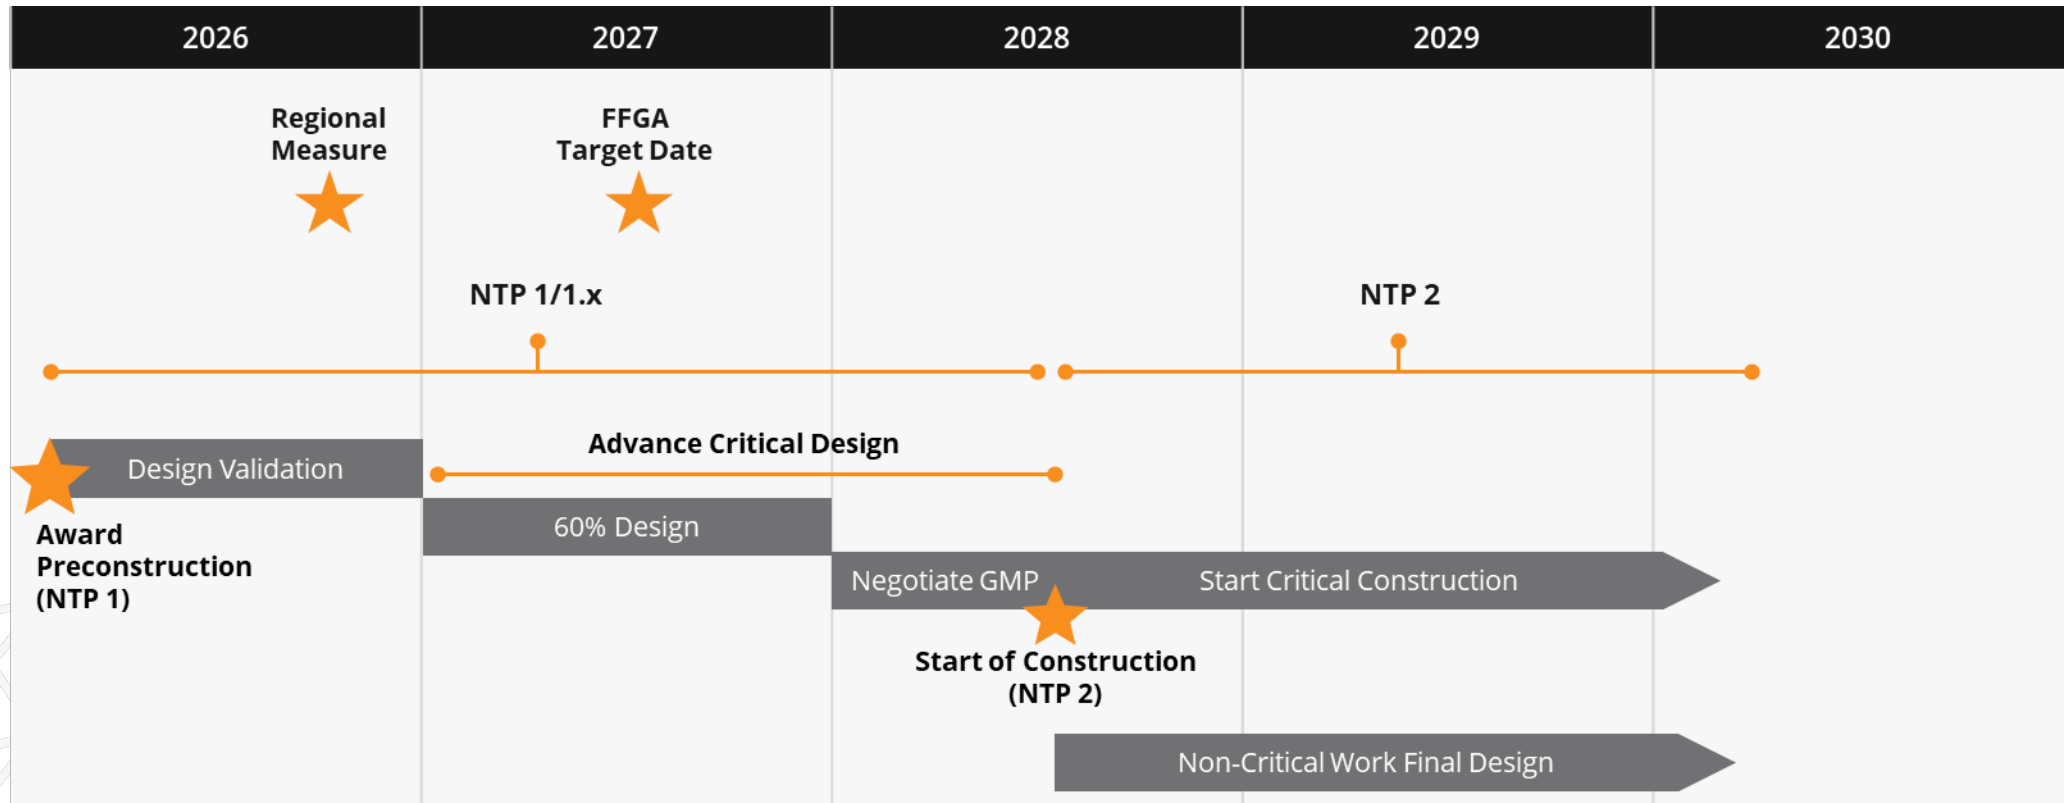 2026
2027
2028
2029
2030
Regional
Measure
FFGA
Target Date
NTP 1/1.x
NTP 2
Design Validation
Advance Critical Design
Award
Preconstruction
(NTP 1)
60% Design
Negotiate GMP
Start Critical Construction
Start of Construction
(NTP 2)
Non-Critical Work Final Design